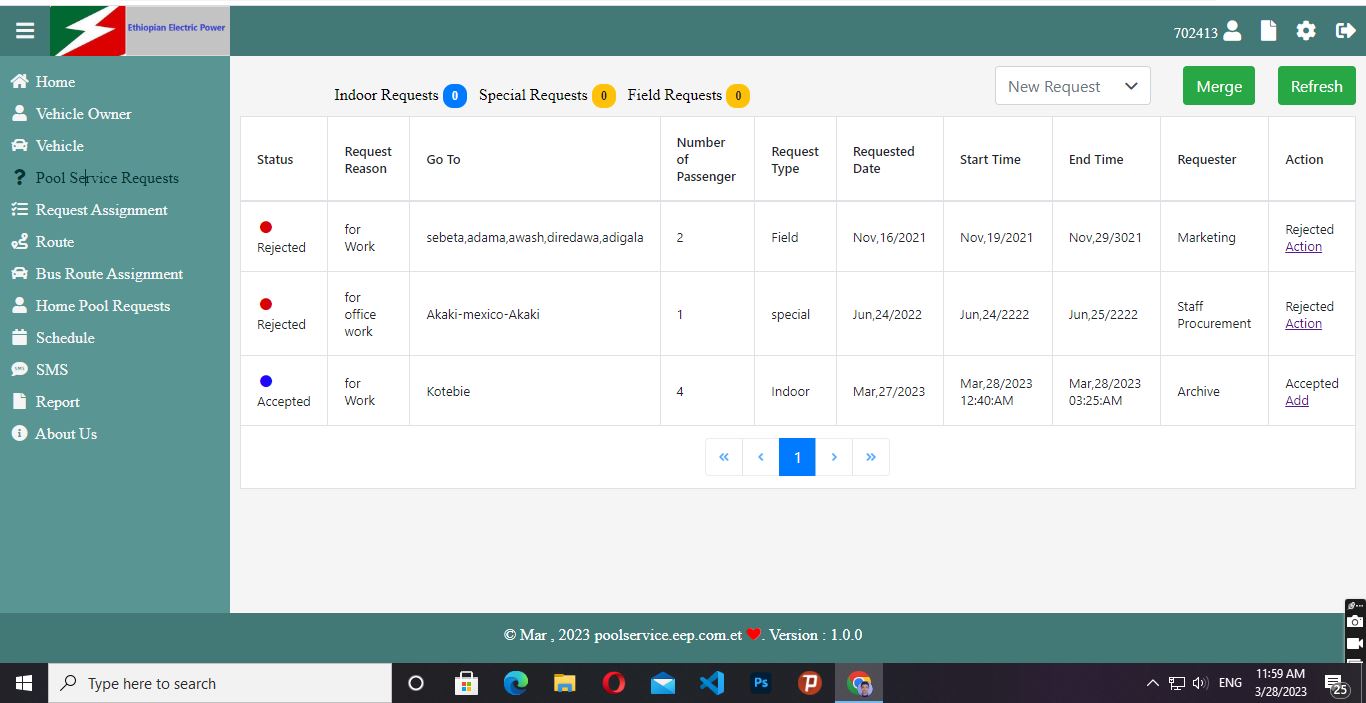 Ethiopian Electric Power
702413
Home
Vehicle Owner
Vehicle
Pool Service Requests
Request Assignment
Route
Bus Route Assignment
Home Pool Requests
Schedule
SMS
Report
About Us
Indoor Requests 0 Special Requests 0 Field Requests 0
New Request
Merge
Refresh
Status
Request
Reason
Go To
Number
of
Passenger
Request
Type
Requested
Date
Start Time
End Time
Requester
Action
Rejected
for
Work
sebeta,adama,awash,diredawa,adigala
2
Field
Nov,16/2021
Nov,19/2021
Nov,29/3021
Marketing
Rejected
Action
Rejected
for
office
work
Akaki-mexico-Akaki
1
special
Jun,24/2022
Jun,24/2222
Jun,25/2222
Staff
Procurement
Rejected
Action
Accepted
for
Work
Kotebie
4
Indoor
Mar,27/2023
Mar,28/2023
12:40:AM
Mar,28/2023
03:25:AM
Archive
Accepted
Add
« ‹ 1 › »
© Mar , 2023 poolservice.eep.com.et ❤. Version : 1.0.0
Type here to search
Ps
ENG
11:59 AM
3/28/2023
25